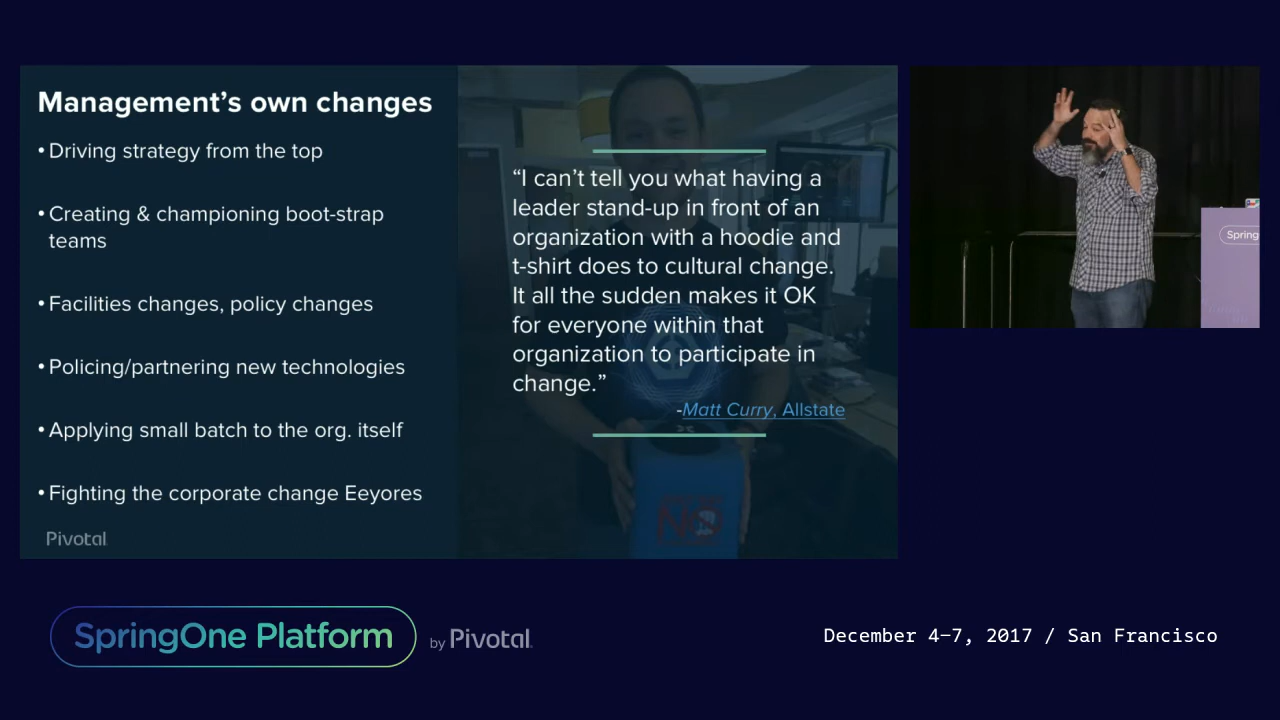 Management’s own changes
• Driving strategy from the top
• Creating & championing boot-strap
teams
• Facilities changes, policy changes
• Policing/partnering new technologies
• Applying small batch to the org. itself
• Fighting the corporate change Eeyores
Pivotal
“I can’t tell you what having a
leader stand-up in front of an
organization with a hoodie and
t-shirt does to cultural change.
It all the sudden makes it OK
for everyone within that
organization to participate in
change.”
-Matt Curry, Allstate
NO
Spring
SpringOne Platform
by Pivotal.
December 4–7, 2017 / San Francisco